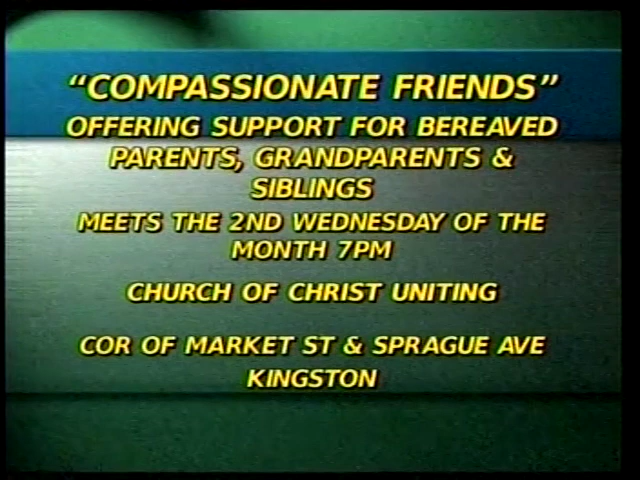 “COMPASSIONATE FRIENDS”
OFFERING SUPPORT FOR BEREAVED
PARENTS, GRANDPARENTS &
SIBLINGS
MEETS THE 2ND WEDNESDAY OF THE
MONTH 7PM
CHURCH OF CHRIST UNITING
COR OF MARKET ST & SPRAGUE AVE
KINGSTON